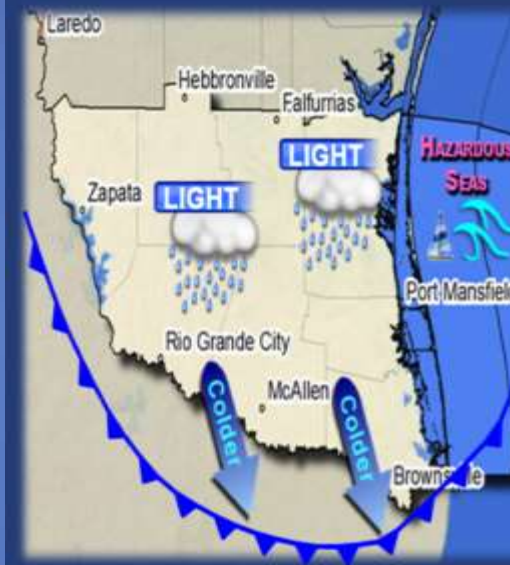 Laredo
Hebbronville
Falfurrias
LIGHT
HAZARDOUS
SEAS
Zapata
LIGHT
Port Mansfield
Rio Grande City
McAllen
Colder
Colder
Brownsville